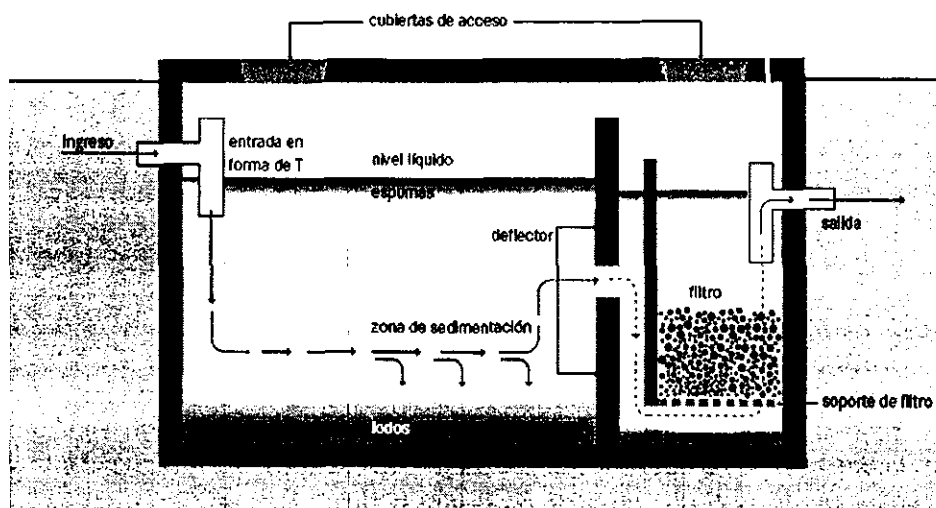 cubiertas de acceso
Ingreso
entrada en
forma de T
nivel líquido
espumas
salida
deflector
filtro
zona de sedimentación
soporte de filtro
lodos